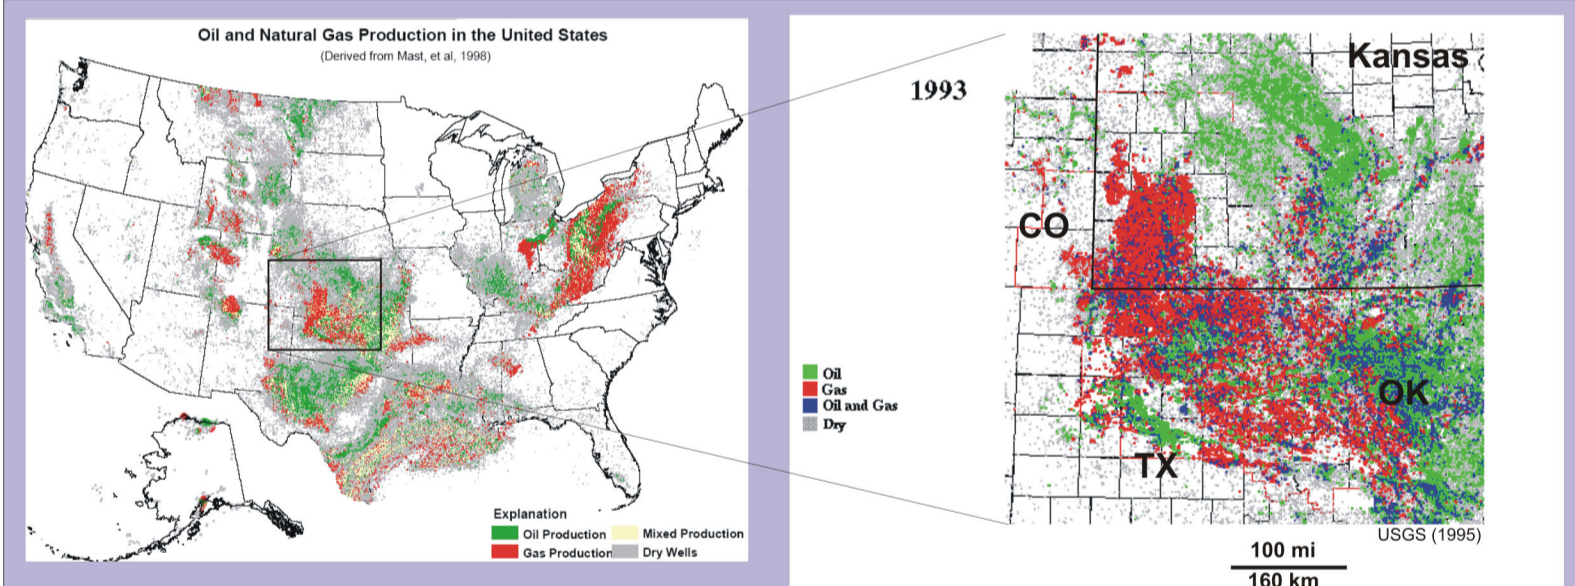 Oil and Natural Gas Production in the United States
(Derived from Mast, et al, 1998)
Explanation
Oil Production
Mixed Production
Gas Production
Dry Wells
1993
Kansas
CO
Oil
Gas
Oil and Gas
Dry
OK
TX
USGS (1995)
100 mi
160 km